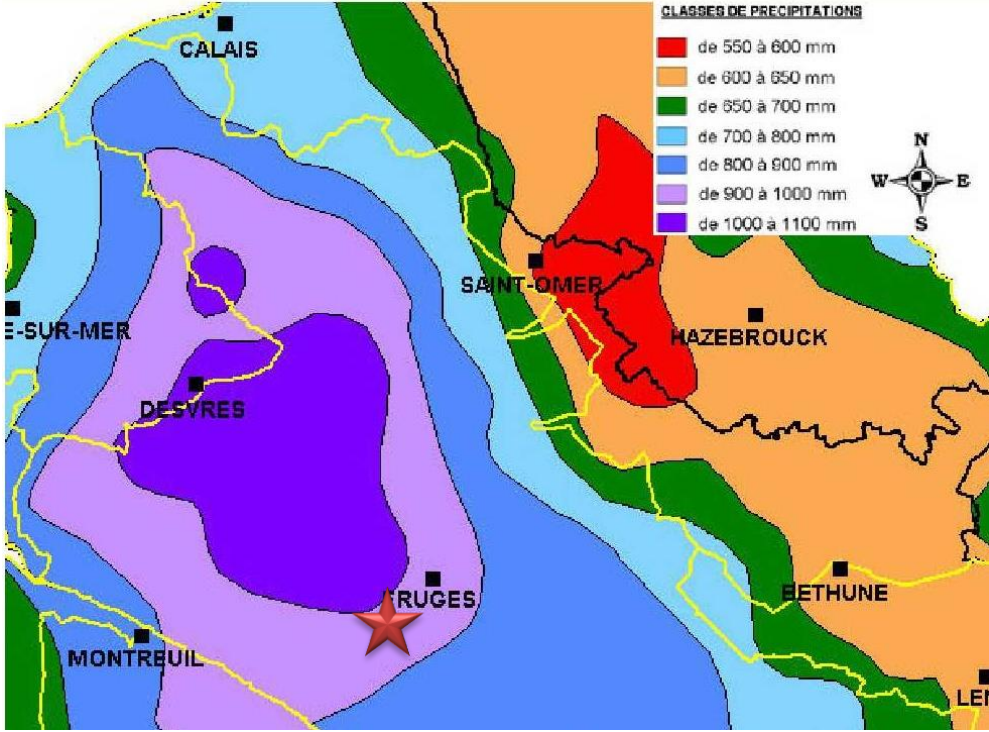 CLASSES DE PRECIPITATIONS
de 550 à 600 mm
de 600 à 650 mm
de 650 à 700 mm
de 700 à 800 mm
de 800 à 900 mm
de 900 à 1000 mm
de 1000 à 1100 mm
N
W E
S
CALAIS
SAINT-OMER
E-SUR-MER
HAZEBROUCK
DESVRES
BETHUNE
FRUGES
MONTREUIL
LEN